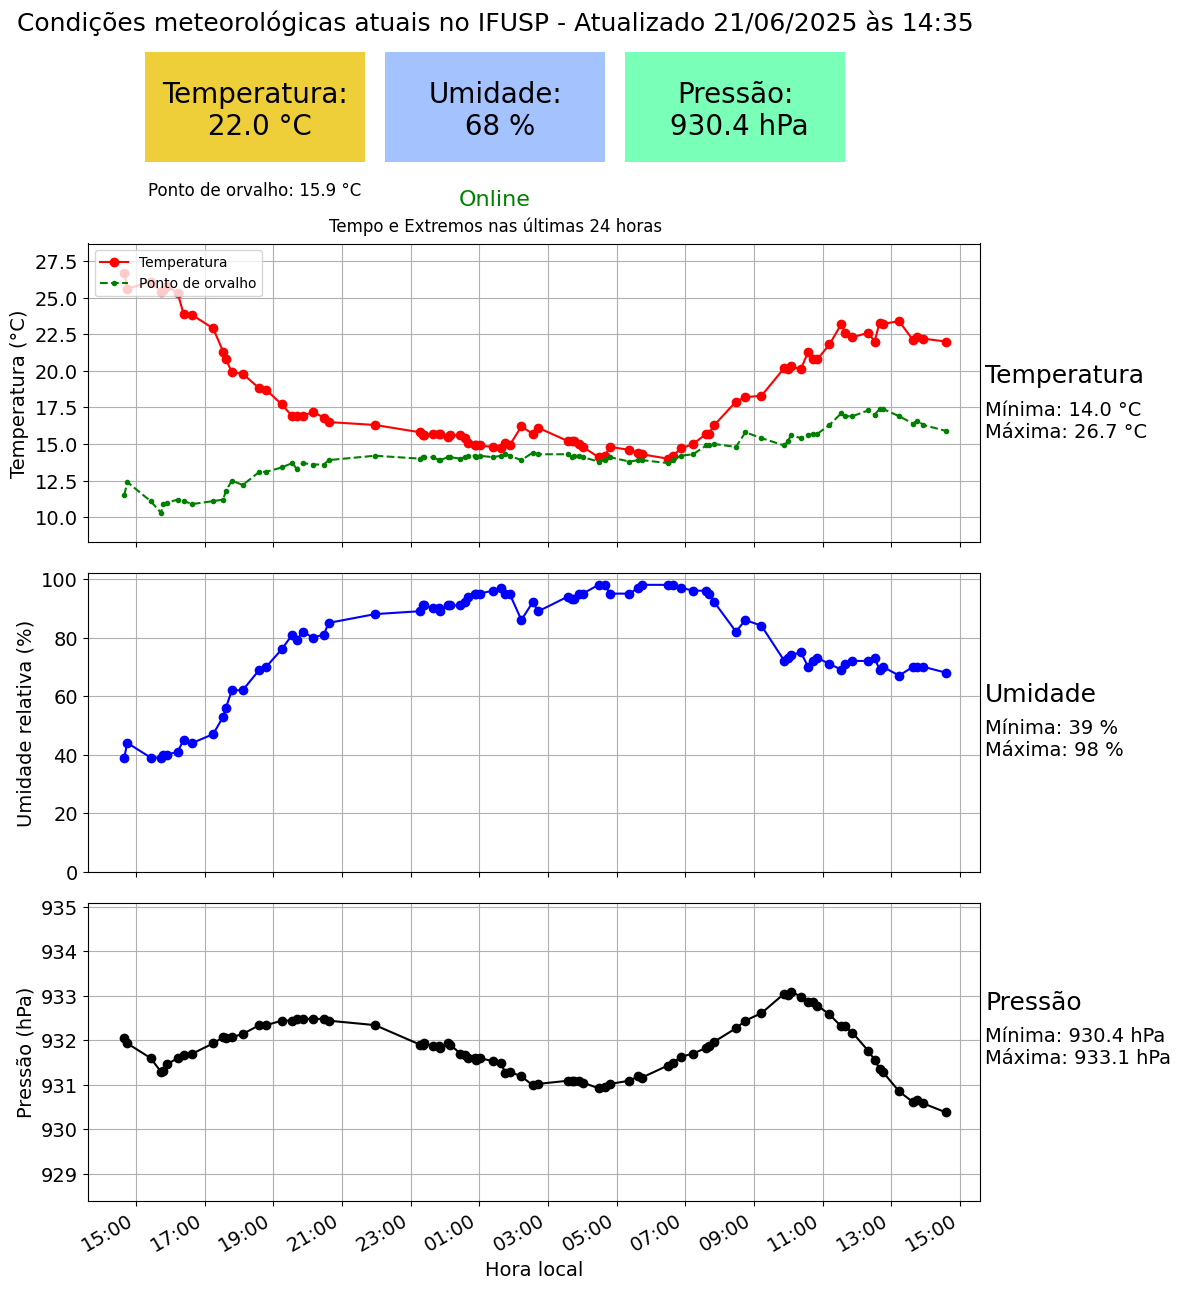 Condições meteorológicas atuais no IFUSP - Atualizado 21/06/2025 às 14:35
Temperatura:
22.0 °C
Umidade:
68 %
Pressão:
930.4 hPa
Ponto de orvalho: 15.9 °C
Online
Tempo e Extremos nas últimas 24 horas
Temperatura (°C)
27.5
25.0
22.5
20.0
17.5
15.0
12.5
10.0
Temperatura
Ponto de orvalho
Temperatura
Mínima: 14.0 °C
Máxima: 26.7 °C
Umidade relativa (%)
100
80
60
40
20
0
Umidade
Mínima: 39 %
Máxima: 98 %
Pressão (hPa)
935
934
933
932
931
930
929
Pressão
Mínima: 930.4 hPa
Máxima: 933.1 hPa
15:00 17:00 19:00 21:00 23:00 01:00 03:00 05:00 07:00 09:00 11:00 13:00 15:00
Hora local